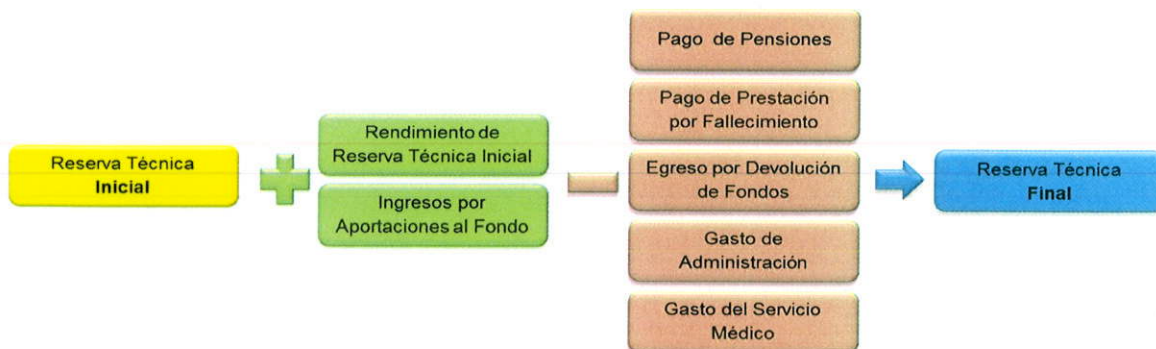 Reserva Técnica
Inicial
Rendimiento de
Reserva Técnica Inicial
Ingresos por
Aportaciones al Fondo
Pago de Pensiones
Pago de Prestación
por Fallecimiento
Egreso por Devolución
de Fondos
Gasto de
Administración
Gasto del Servicio
Médico
Reserva Técnica
Final